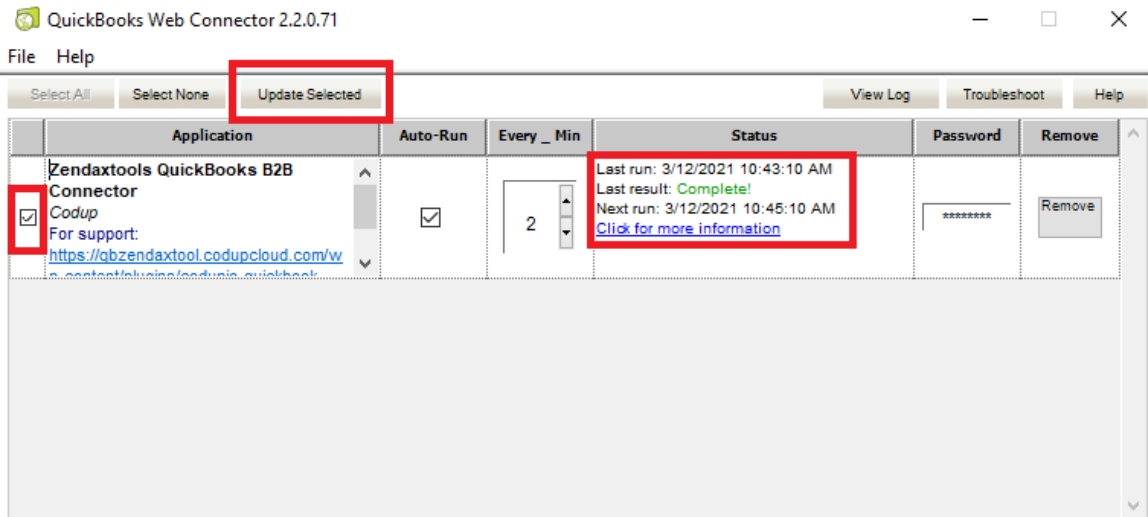 QuickBooks Web Connector 2.2.0.71
File Help
Select All Select None Update Selected View Log Troubleshoot Help
Application Auto-Run Every _ Min Status Password Remove
Zendaxtools QuickBooks B2B
Connector
Codup
For support:
https://qbzendaxtool.codupcloud.com/w
2
Last run: 3/12/2021 10:43:10 AM
Last result: Complete!
Next run: 3/12/2021 10:45:10 AM
Click for more information
********
Remove